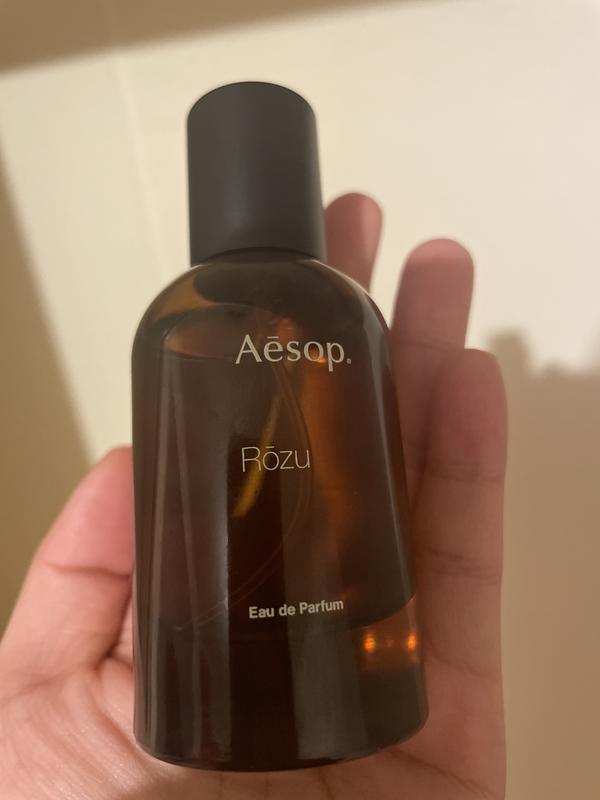 Aēsop.
Rōzu
Eau de Parfum